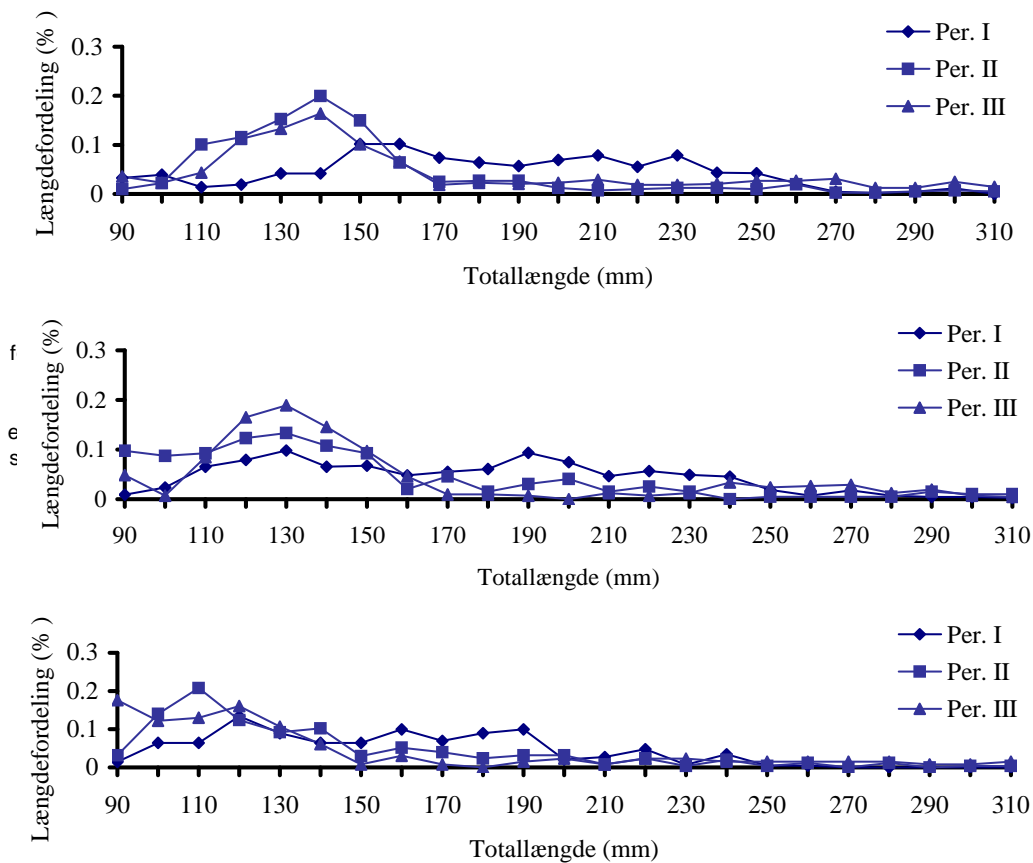 Længdefordeling (%)
0.3
0.2
0.1
0
90 110 130 150 170 190 210 230 250 270 290 310
Totallængde (mm)
Per. I
Per. II
Per. III
Længdefordeling (%)
0.3
0.2
0.1
0
90 110 130 150 170 190 210 230 250 270 290 310
Totallængde (mm)
Per. I
Per. II
Per. III
Længdefordeling (%)
0.3
0.2
0.1
0
90 110 130 150 170 190 210 230 250 270 290 310
Totallængde (mm)
Per. I
Per. II
Per. III